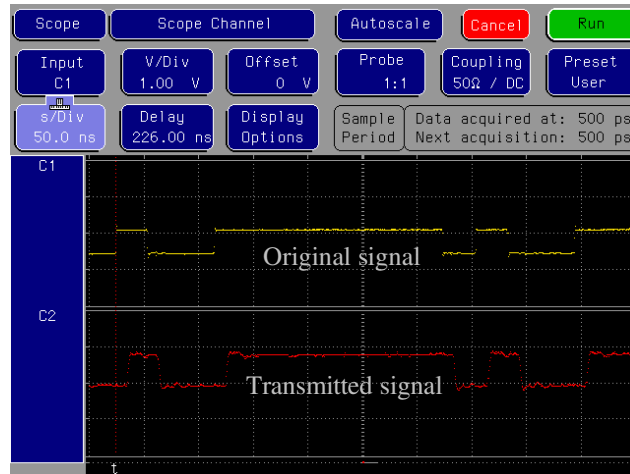 Scope
Scope Channel
Autoscale
Cancel
Run
Input
C1
V/Div
1.00 V
Offset
0 V
Probe
1:1
Coupling
50Ω / DC
Preset
User
s/Div
50.0 ns
Delay
226.00 ns
Display
Options
Sample
Period
Data acquired at: 500 ps
Next acquisition: 500 ps
C1
Original signal
C2
Transmitted signal
t